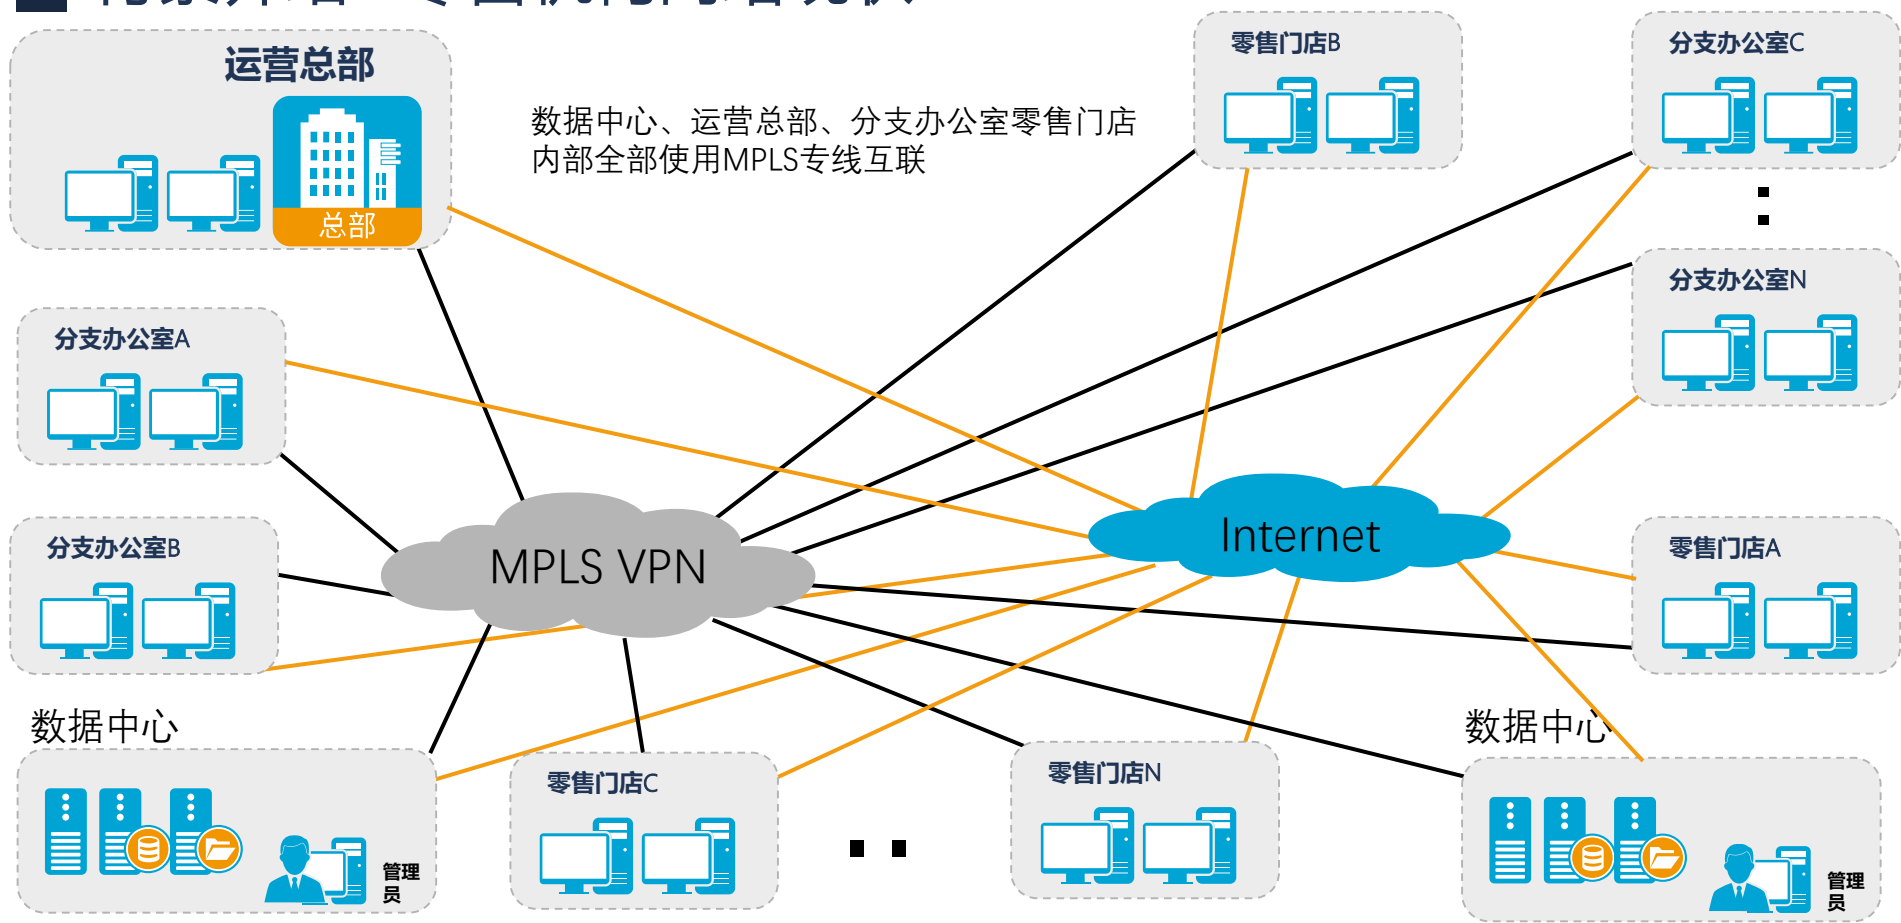 运营总部
总部
数据中心、运营总部、分支办公室零售门店
内部全部使用MPLS专线互联
零售门店B
分支办公室C
分支办公室N
分支办公室A
分支办公室B
MPLS VPN
Internet
零售门店A
数据中心
管理
员
零售门店C
零售门店N
数据中心
管理
员